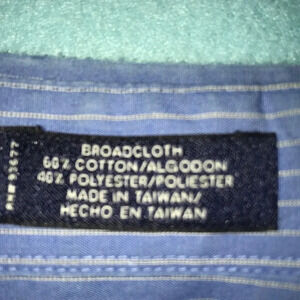 BROADCLOTH
60% COTTON/ALGODON
40% POLYESTER/POLIESTER
MADE IN TAIWAN/
HECHO EN TAIWAN